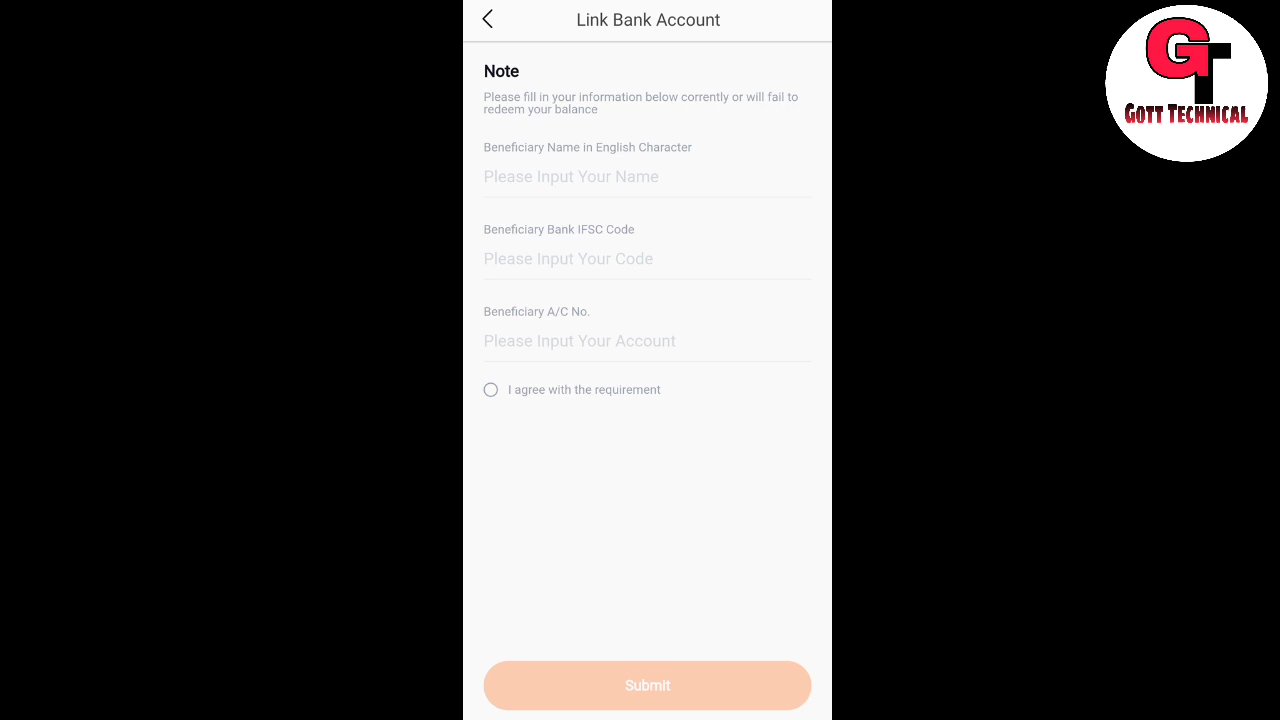 Link Bank Account
Note
Please fill in your information below corrently or will fail to
redeem your balance
Beneficiary Name in English Character
Please Input Your Name
Beneficiary Bank IFSC Code
Please Input Your Code
Beneficiary A/C No.
Please Input Your Account
I agree with the requirement
Submit
GT
GOTT TECHNICAL